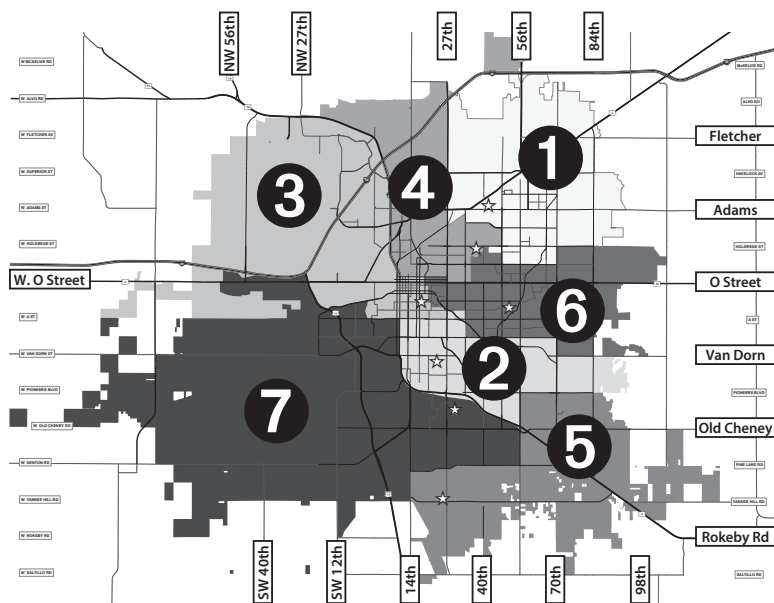 NW 56th
NW 27th
27th
56th
84th
W MCKELVIE RD
McKELVIE RD
W ALVO RD
ALVO RD
W FLETCHER AV
Fletcher
1
W SUPERIOR ST
HAVELOCK AV
3
4
W ADAMS ST
Adams
W HOLDREGE ST
HOLDREGE ST
W. O Street
O Street
6
W A ST
A ST
W VAN DORN ST
Van Dorn
2
W PIONEERS BLVD
PIONEERS BLVD
7
W OLD CHENEY RD
Old Cheney
5
W DENTON RD
PINE LAKE RD
W YANKEE HILL RD
YANKEE HILL RD
W ROKEBY RD
Rokeby Rd
W SALTILLO RD
SALTILLO RD
SW 40th
SW 12th
14th
40th
70th
98th